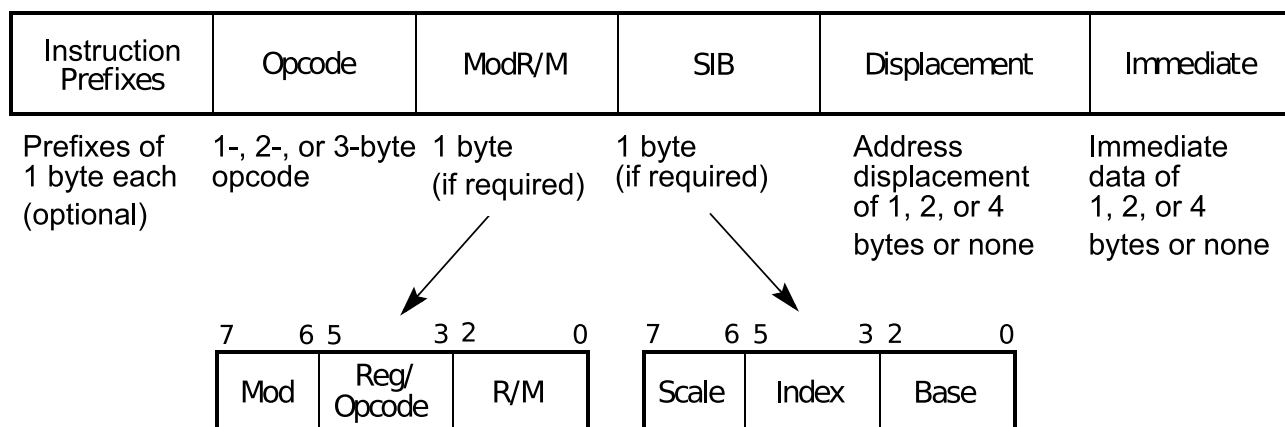 Instruction
Prefixes
Opcode
ModR/M
SIB
Displacement
Immediate
Prefixes of
1 byte each
(optional)
1-, 2-, or 3-byte
opcode
1 byte
(if required)
1 byte
(if required)
Address
displacement
of 1, 2, or 4
bytes or none
Immediate
data of
1, 2, or 4
bytes or none
7 6 5 3 2 0
Mod
Reg/
Opcode
R/M
7 6 5 3 2 0
Scale
Index
Base